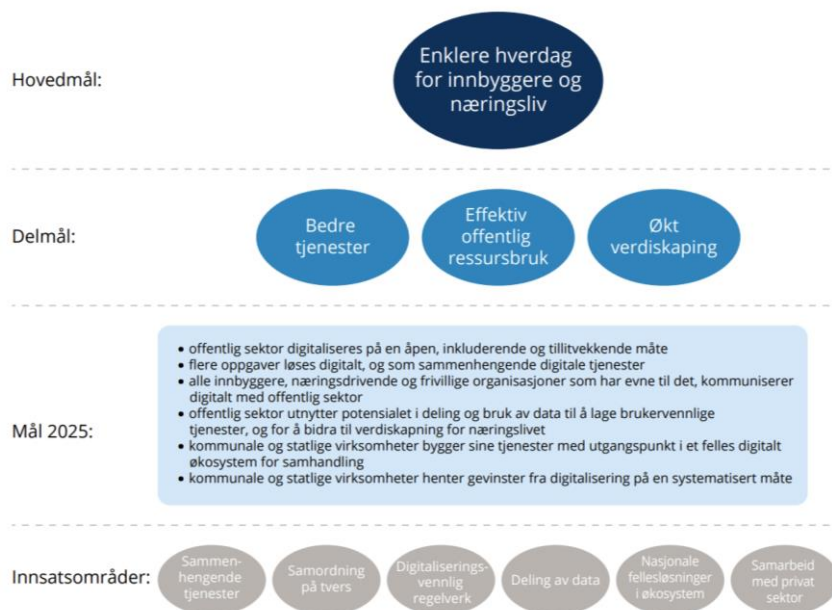 Hovedmål:
Enklere hverdag
for innbyggere og
næringsliv
Delmål:
Bedre
tjenester
Effektiv
offentlig
ressursbruk
Økt
verdiskaping
Mål 2025:
• offentlig sektor digitaliseres på en åpen, inkluderende og tillitvekkende måte
• flere oppgaver løses digitalt, og som sammenhengende digitale tjenester
• alle innbyggere, næringsdrivende og frivillige organisasjoner som har evne til det, kommuniserer
digitalt med offentlig sektor
• offentlig sektor utnytter potensialet i deling og bruk av data til å lage brukervennlige
tjenester, og for å bidra til verdiskapning for næringslivet
• kommunale og statlige virksomheter bygger sine tjenester med utgangspunkt i et felles digitalt
økosystem for samhandling
• kommunale og statlige virksomheter henter gevinster fra digitalisering på en systematisert måte
Innsatsområder:
Sammen-
hengende
tjenester
Samordning
på tvers
Digitaliserings-
vennlig
regelverk
Deling av data
Nasjonale
fellesløsninger
i økosystem
Samarbeid
med privat
sektor